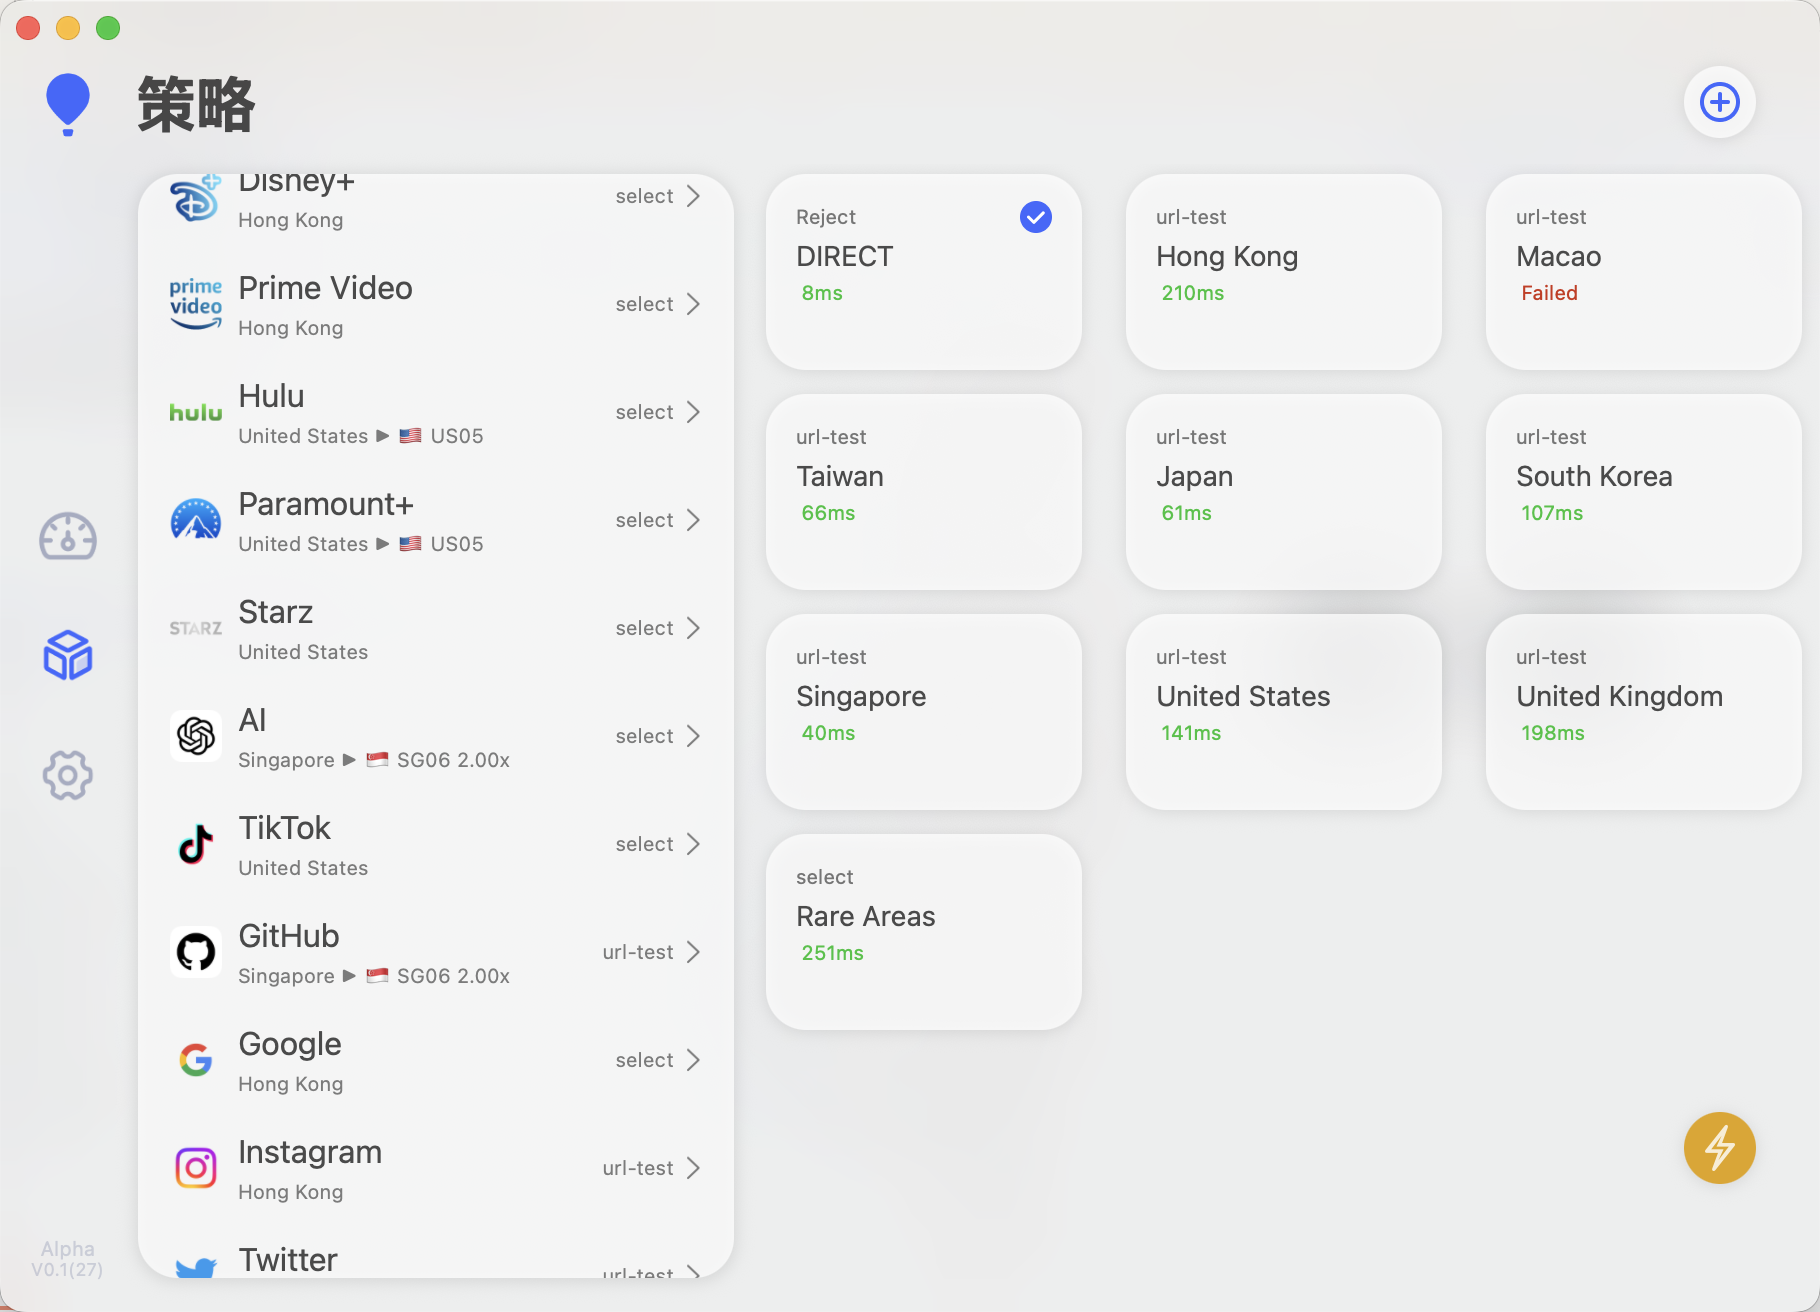 策略
Disney+
select
Hong Kong
prime video
Prime Video
select
Hong Kong
hulu
Hulu
select
United States ▶ 🇺🇸 US05
Paramount+
select
United States ▶ 🇺🇸 US05
STARZ
Starz
select
United States
AI
select
Singapore ▶ 🇸🇬 SG06 2.00x
TikTok
select
United States
GitHub
url-test
Singapore ▶ 🇸🇬 SG06 2.00x
Google
select
Hong Kong
Instagram
url-test
Hong Kong
Twitter
url-test
Reject
DIRECT
8ms
url-test
Hong Kong
210ms
url-test
Macao
Failed
url-test
Taiwan
66ms
url-test
Japan
61ms
url-test
South Korea
107ms
url-test
Singapore
40ms
url-test
United States
141ms
url-test
United Kingdom
198ms
select
Rare Areas
251ms
Alpha
V0.1(27)